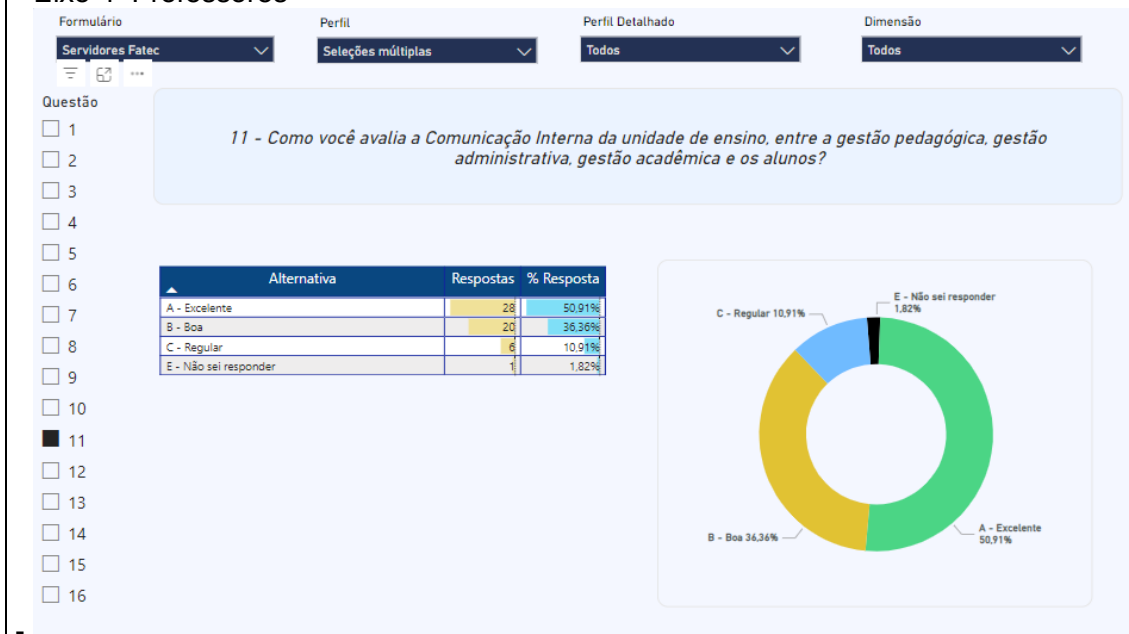 Formulário
Perfil
Perfil Detalhado
Dimensão
Servidores Fatec
Seleções múltiplas
Todos
Todos
Questão
1
2
3
4
5
6
7
8
9
10
11
12
13
14
15
16
11 - Como você avalia a Comunicação Interna da unidade de ensino, entre a gestão pedagógica, gestão
administrativa, gestão acadêmica e os alunos?
Alternativa Respostas % Resposta
A - Excelente 28 50,91%
B - Boa 20 36,36%
C - Regular 6 10,91%
E - Não sei responder 1 1,82%
E - Não sei responder
1,82%
C - Regular 10,91%
B - Boa 36,36%
A - Excelente
50,91%